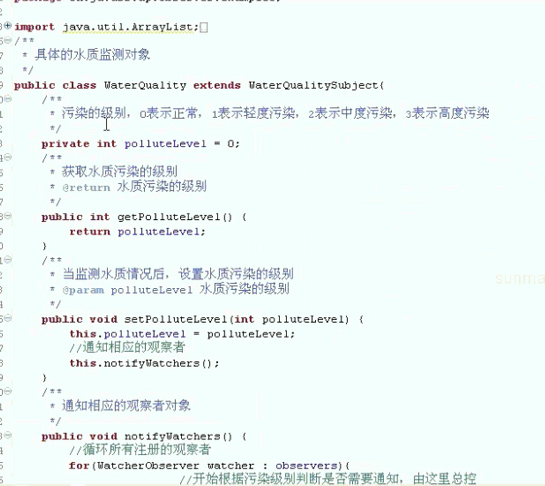 import java.util.ArrayList;
/**
 * 具体的水质监测对象
 */
public class WaterQuality extends WaterQualitySubject{
    /**
     * 污染的级别，0表示正常，1表示轻度污染，2表示中度污染，3表示高度污染
     */
    private int polluteLevel = 0;
    /**
     * 获取水质污染的级别
     * @return 水质污染的级别
     */
    public int getPolluteLevel() {
        return polluteLevel;
    }
    /**
     * 当监测水质情况后，设置水质污染的级别
     * @param polluteLevel 水质污染的级别
     */
    public void setPolluteLevel(int polluteLevel) {
        this.polluteLevel = polluteLevel;
        //通知相应的观察者
        this.notifyWatchers();
    }
    /**
     * 通知相应的观察者对象
     */
    public void notifyWatchers() {
        //循环所有注册的观察者
        for(WatcherObserver watcher : observers){
            //开始根据污染级别判断是否需要通知，由这里总控